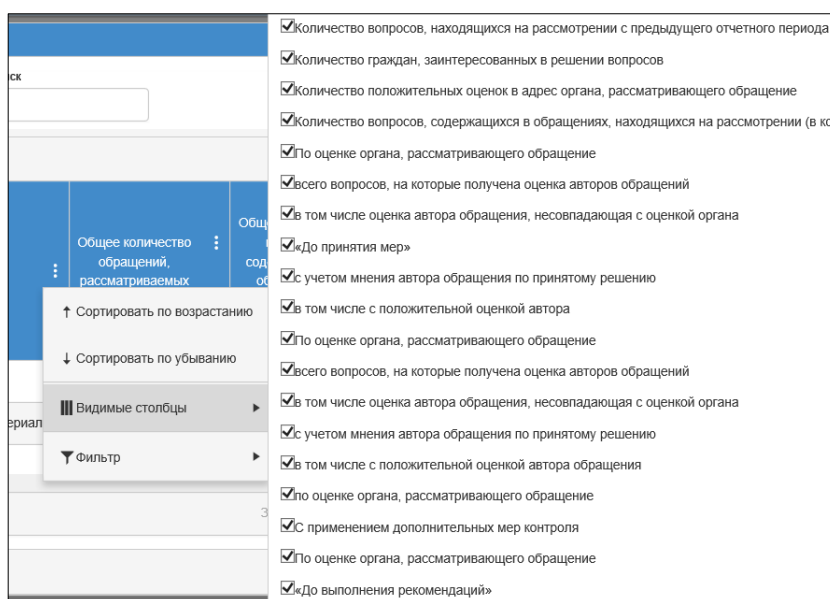 иск
Общее количество
обращений,
рассматриваемых
Сортировать по возрастанию
Сортировать по убыванию
Видимые столбцы
Фильтр
Количество вопросов, находящихся на рассмотрении с предыдущего отчетного периода
Количество граждан, заинтересованных в решении вопросов
Количество положительных оценок в адрес органа, рассматривающего обращение
Количество вопросов, содержащихся в обращениях, находящихся на рассмотрении (в ко
По оценке органа, рассматривающего обращение
всего вопросов, на которые получена оценка авторов обращений
в том числе оценка автора обращения, несовпадающая с оценкой органа
«До принятия мер»
с учетом мнения автора обращения по принятому решению
в том числе с положительной оценкой автора
По оценке органа, рассматривающего обращение
всего вопросов, на которые получена оценка авторов обращений
в том числе оценка автора обращения, несовпадающая с оценкой органа
с учетом мнения автора обращения по принятому решению
в том числе с положительной оценкой автора обращения
по оценке органа, рассматривающего обращение
С применением дополнительных мер контроля
По оценке органа, рассматривающего обращение
«До выполнения рекомендаций»